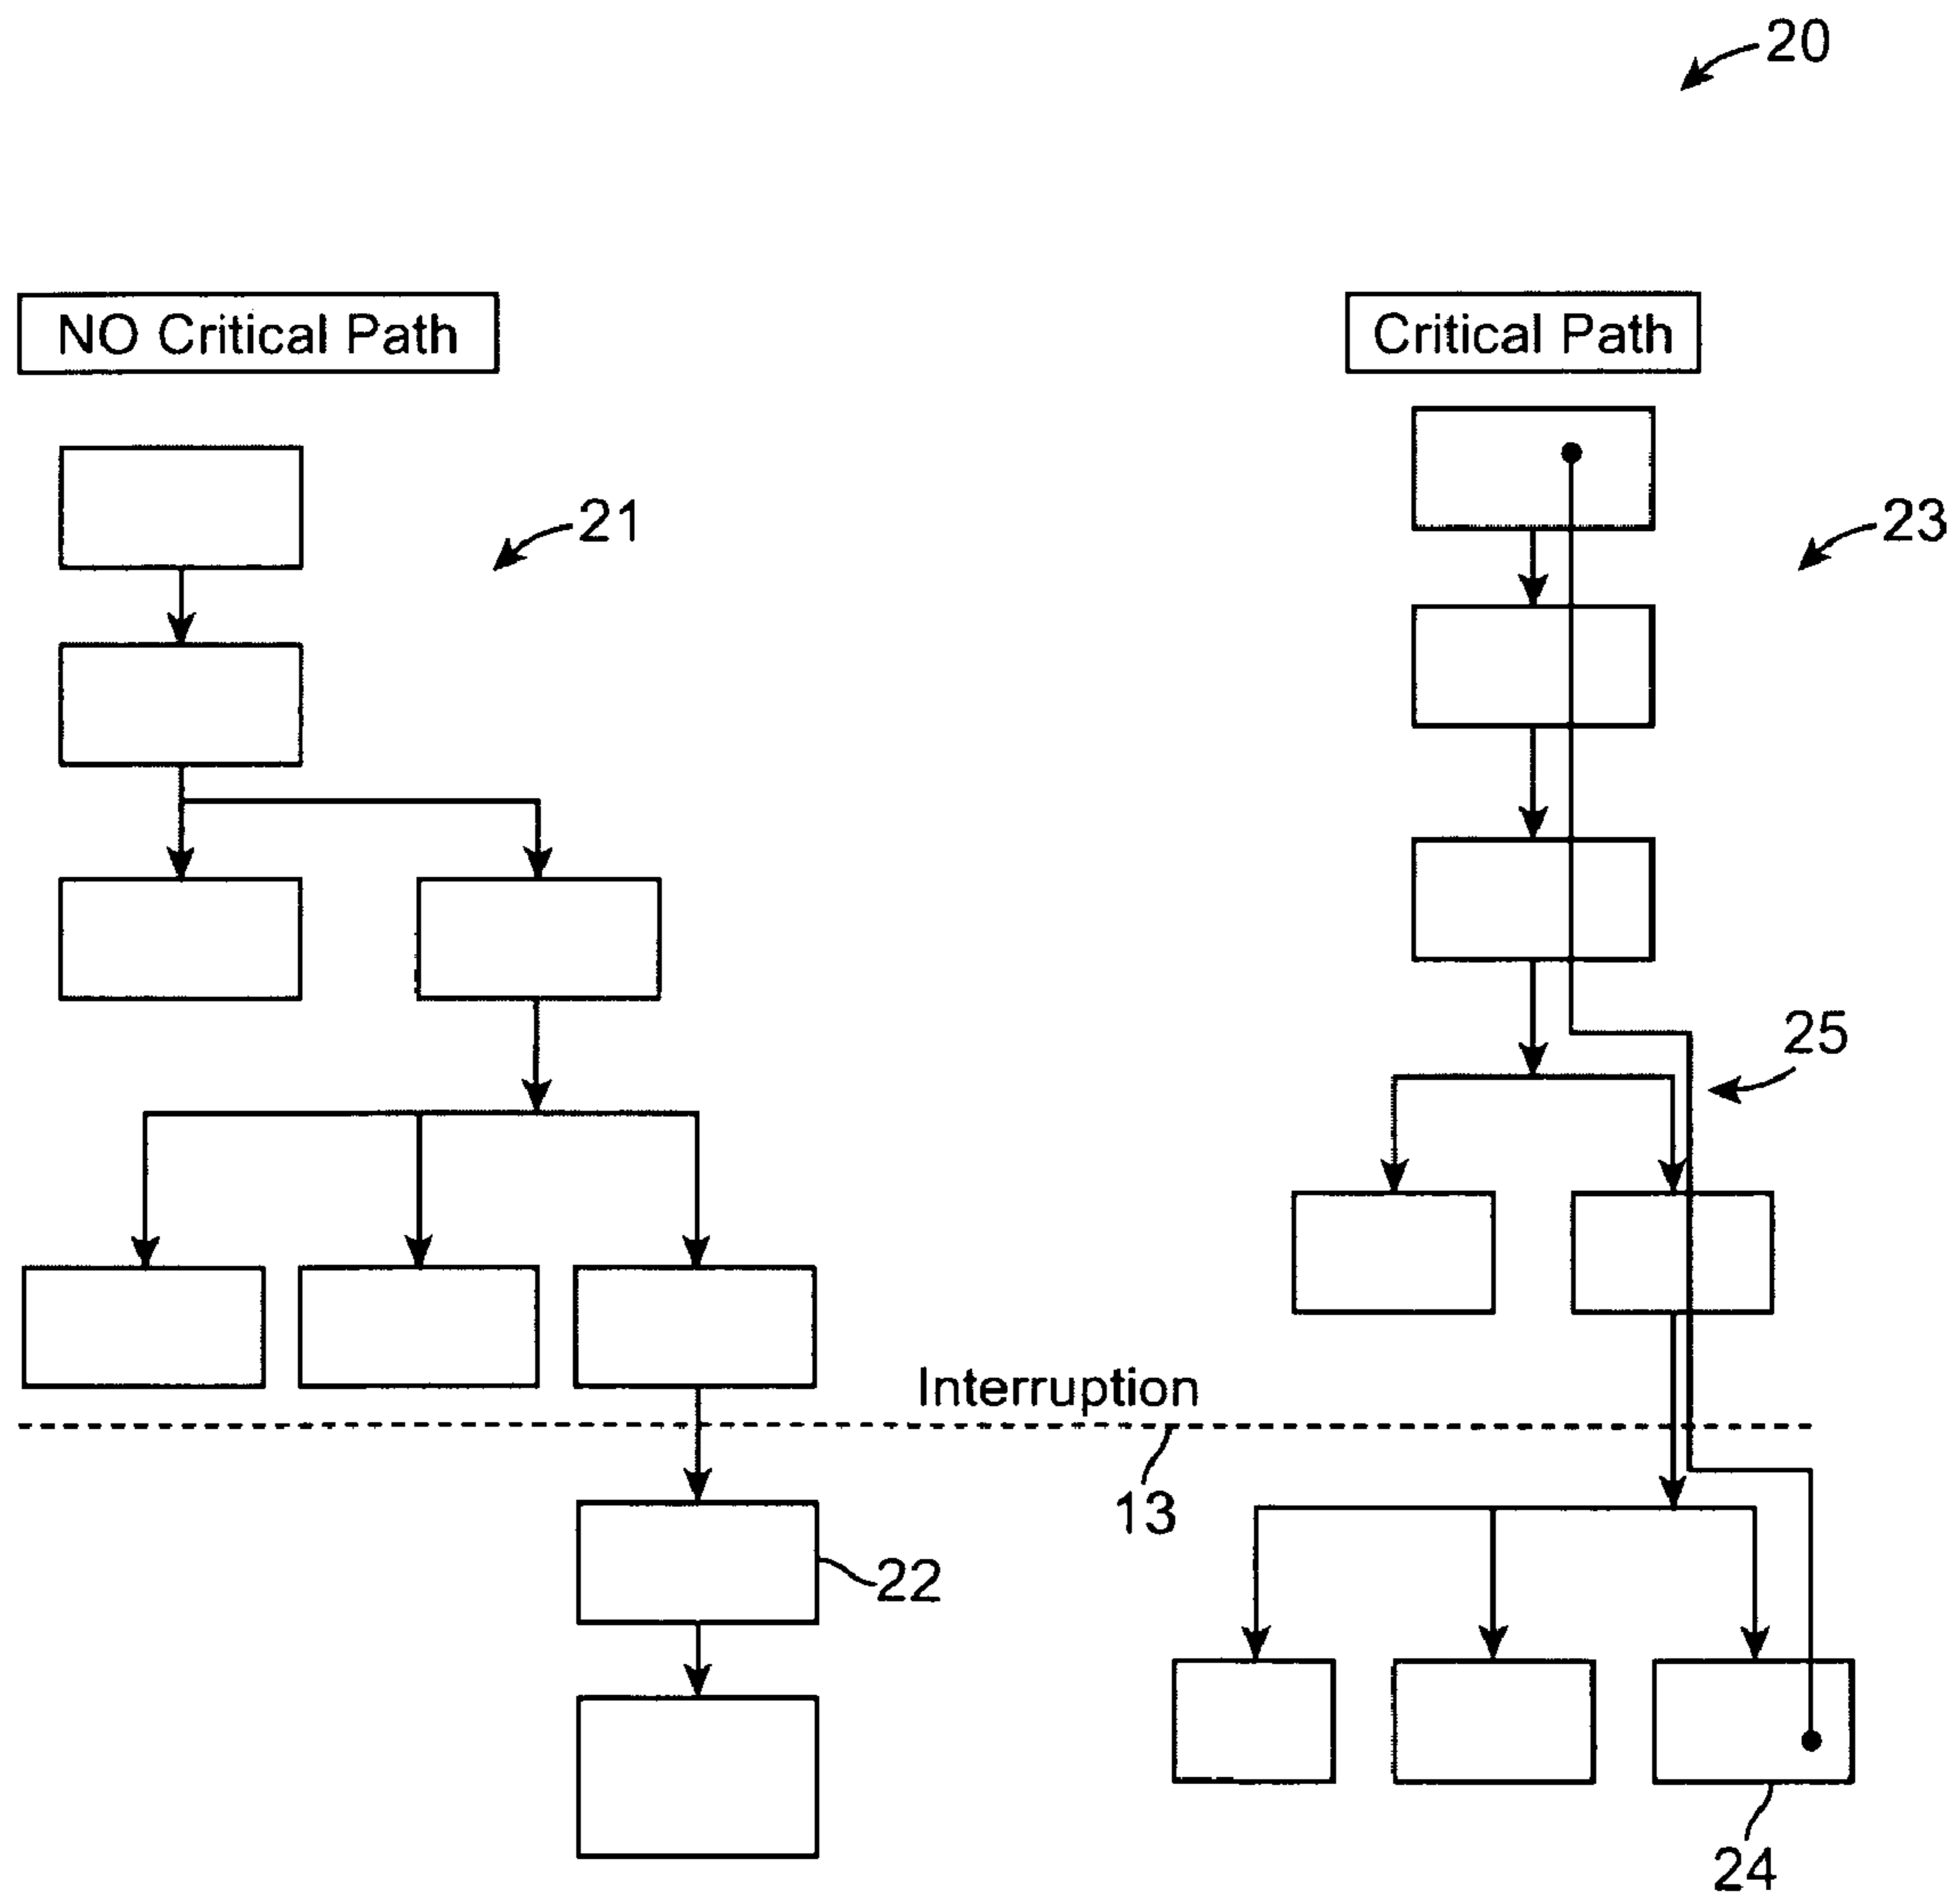 20
NO Critical Path
Critical Path
21
23
25
Interruption
13
22
24